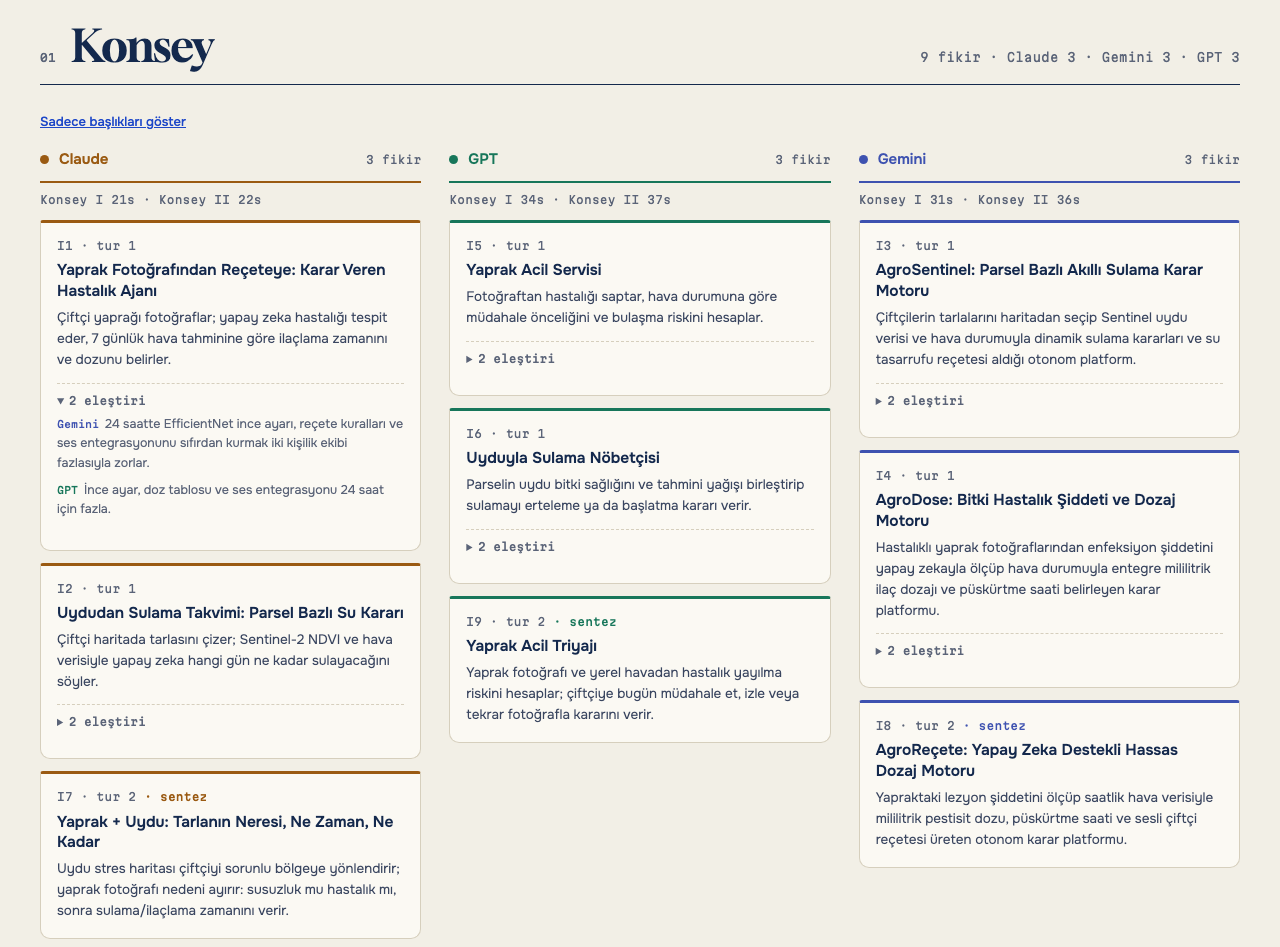 01 Konsey
9 fikir · Claude 3 · Gemini 3 · GPT 3
Sadece başlıkları göster
Claude 3 fikir
Konsey I 21s · Konsey II 22s
I1 · tur 1
Yaprak Fotoğrafından Reçeteye: Karar Veren
Hastalık Ajanı
Çiftçi yaprağı fotoğraflar; yapay zeka hastalığı tespit
eder, 7 günlük hava tahminine göre ilaçlama zamanını
ve dozunu belirler.
▼ 2 eleştiri
Gemini 24 saatte EfficientNet ince ayarı, reçete kuralları ve
ses entegrasyonunu sıfırdan kurmak iki kişilik ekibi
fazlasıyla zorlar.
GPT İnce ayar, doz tablosu ve ses entegrasyonu 24 saat
için fazla.
I2 · tur 1
Uydudan Sulama Takvimi: Parsel Bazlı Su Kararı
Çiftçi haritada tarlasını çizer; Sentinel-2 NDVI ve hava
verisiyle yapay zeka hangi gün ne kadar sulayacağını
söyler.
▶ 2 eleştiri
I7 · tur 2 · sentez
Yaprak + Uydu: Tarlanın Neresi, Ne Zaman, Ne
Kadar
Uydu stres haritası çiftçiyi sorunlu bölgeye yönlendirir;
yaprak fotoğrafı nedeni ayırır: susuzluk mu hastalık mı,
sonra sulama/ilaçlama zamanını verir.
GPT 3 fikir
Konsey I 34s · Konsey II 37s
I5 · tur 1
Yaprak Acil Servisi
Fotoğraftan hastalığı saptar, hava durumuna göre
müdahale önceliğini ve bulaşma riskini hesaplar.
▶ 2 eleştiri
I6 · tur 1
Uyduyla Sulama Nöbetçisi
Parselin uydu bitki sağlığını ve tahmini yağışı birleştirip
sulamayı erteleme ya da başlatma kararı verir.
▶ 2 eleştiri
I9 · tur 2 · sentez
Yaprak Acil Triyajı
Yaprak fotoğrafı ve yerel havadan hastalık yayılma
riskini hesaplar; çiftçiye bugün müdahale et, izle veya
tekrar fotoğrafla kararını verir.
Gemini 3 fikir
Konsey I 31s · Konsey II 36s
I3 · tur 1
AgroSentinel: Parsel Bazlı Akıllı Sulama Karar
Motoru
Çiftçilerin tarlalarını haritadan seçip Sentinel uydu
verisi ve hava durumuyla dinamik sulama kararları ve su
tasarrufu reçetesi aldığı otonom platform.
▶ 2 eleştiri
I4 · tur 1
AgroDose: Bitki Hastalık Şiddeti ve Dozaj
Motoru
Hastalıklı yaprak fotoğraflarından enfeksiyon şiddetini
yapay zekayla ölçüp hava durumuyla entegre mililitrik
ilaç dozajı ve püskürtme saati belirleyen karar
platformu.
▶ 2 eleştiri
I8 · tur 2 · sentez
AgroReçete: Yapay Zeka Destekli Hassas
Dozaj Motoru
Yapraktaki lezyon şiddetini ölçüp saatlik hava verisiyle
mililitrik pestisit dozu, püskürtme saati ve sesli çiftçi
reçetesi üreten otonom karar platformu.